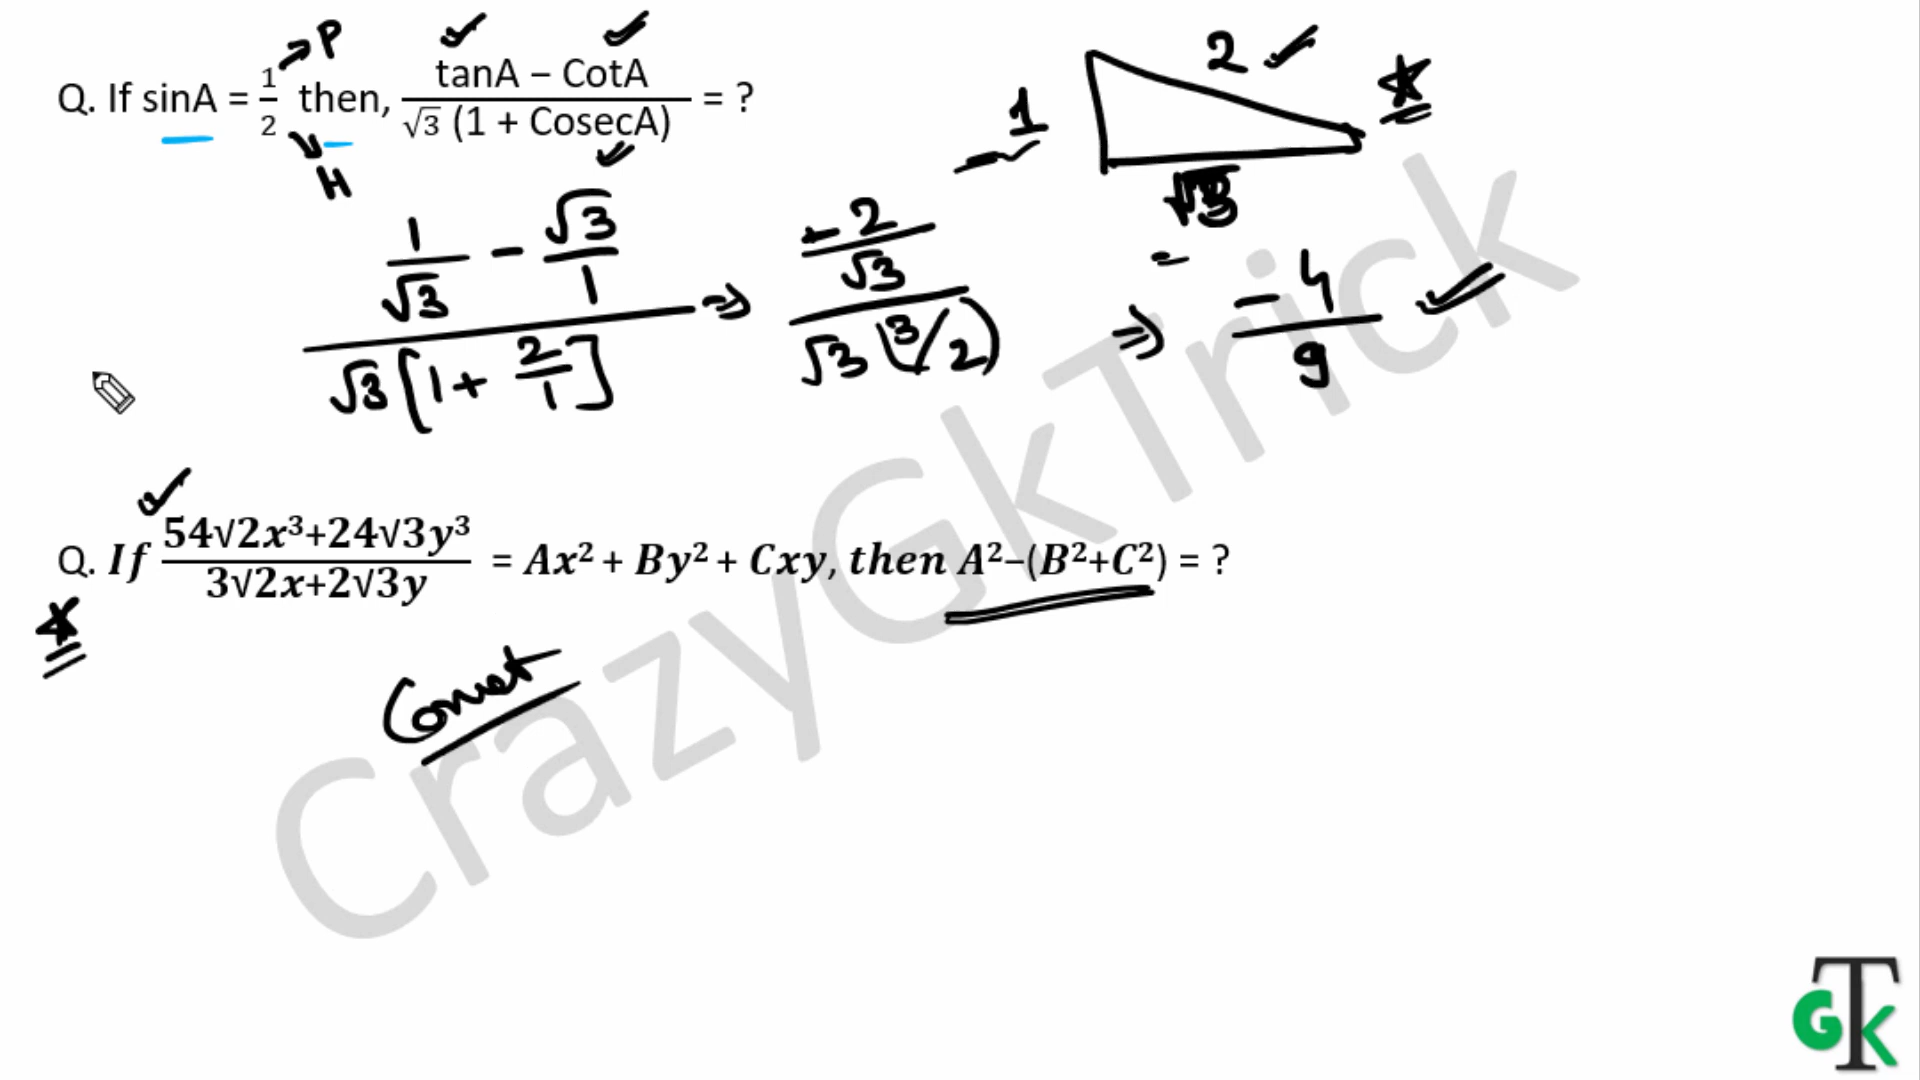 Q. If sinA = 1/2 then, (tanA – CotA)/(√3 (1 + CosecA)) = ?
P
H
1
2
√3
(1/√3 - √3/1)/(√3[1 + 2/1]) ⇒ (-2/√3)/(√3(3/2)) = ⇒ -4/9
Q. If (54√2x³+24√3y³)/(3√2x+2√3y) = Ax² + By² + Cxy, then A²–(B²+C²) = ?
CrazyGkTrick
GTK